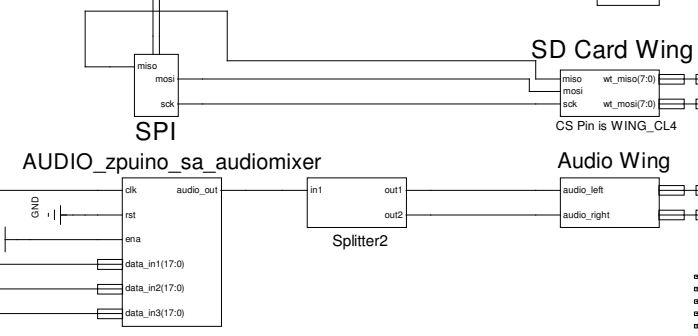 SD Card Wing
miso
mosi
sck
SPI
miso
mosi
sck
wt_miso(7:0)
wt_mosi(7:0)
CS Pin is WING_CL4
AUDIO_zpuino_sa_audiomixer
clk
audio_out
GND
rst
ena
data_in1(17:0)
data_in2(17:0)
data_in3(17:0)
in1
out1
out2
Splitter2
Audio Wing
audio_left
audio_right